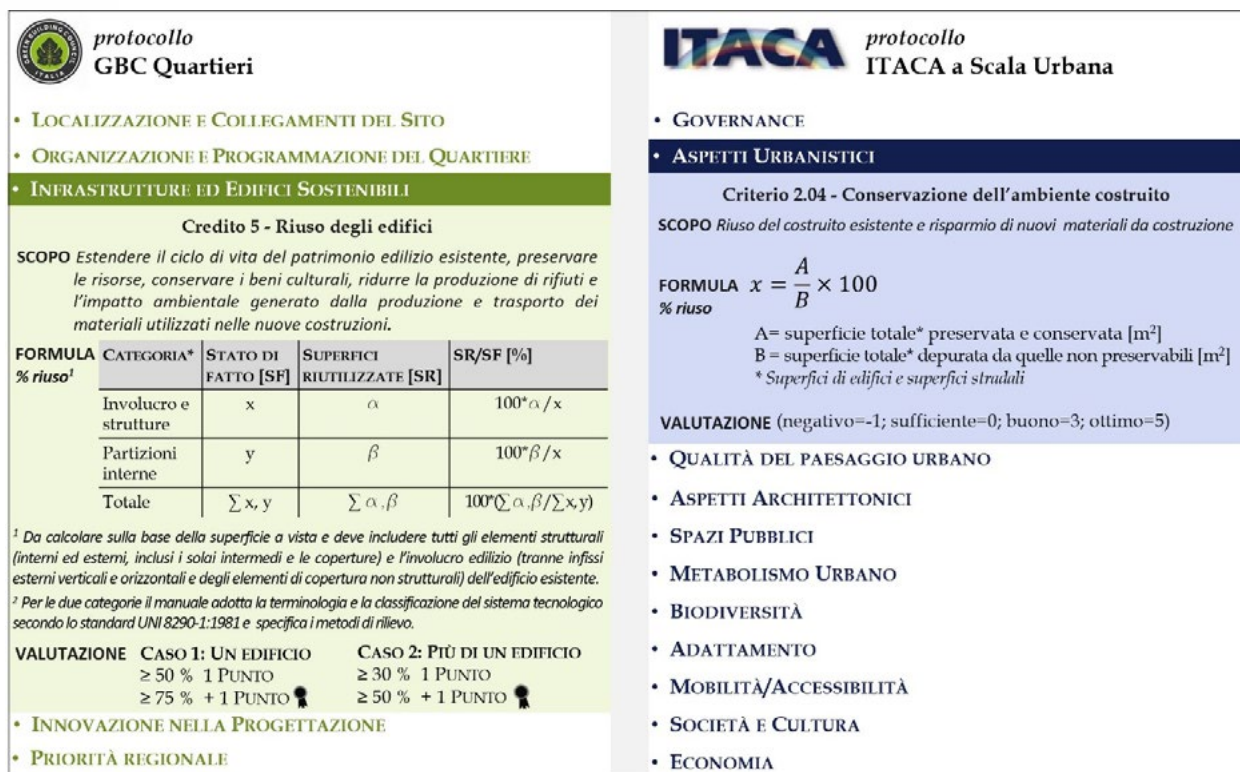 GREEN BUILDING COUNCIL
ITALIA
protocollo
GBC Quartieri
• LOCALIZZAZIONE E COLLEGAMENTI DEL SITO
• ORGANIZZAZIONE E PROGRAMMAZIONE DEL QUARTIERE
• INFRASTRUTTURE ED EDIFICI SOSTENIBILI
Credito 5 - Riuso degli edifici
SCOPO Estendere il ciclo di vita del patrimonio edilizio esistente, preservare
le risorse, conservare i beni culturali, ridurre la produzione di rifiuti e
l'impatto ambientale generato dalla produzione e trasporto dei
materiali utilizzati nelle nuove costruzioni.
FORMULA
% riuso¹
CATEGORIA* STATO DI FATTO [SF] SUPERFICI RIUTILIZZATE [SR] SR/SF [%]
Involucro e strutture x α 100*α/x
Partizioni interne y β 100*β/x
Totale ∑ x, y ∑ α,β 100*(∑ α,β/∑x,y)
¹ Da calcolare sulla base della superficie a vista e deve includere tutti gli elementi strutturali
(interni ed esterni, inclusi i solai intermedi e le coperture) e l'involucro edilizio (tranne infissi
esterni verticali e orizzontali e degli elementi di copertura non strutturali) dell'edificio esistente.
² Per le due categorie il manuale adotta la terminologia e la classificazione del sistema tecnologico
secondo lo standard UNI 8290-1:1981 e specifica i metodi di rilievo.
VALUTAZIONE CASO 1: UN EDIFICIO CASO 2: PIÙ DI UN EDIFICIO
≥ 50 % 1 PUNTO ≥ 30 % 1 PUNTO
≥ 75 % + 1 PUNTO ≥ 50 % + 1 PUNTO
• INNOVAZIONE NELLA PROGETTAZIONE
• PRIORITÀ REGIONALE
ITACA
protocollo
ITACA a Scala Urbana
• GOVERNANCE
• ASPETTI URBANISTICI
Criterio 2.04 - Conservazione dell'ambiente costruito
SCOPO Riuso del costruito esistente e risparmio di nuovi materiali da costruzione
FORMULA x = A/B × 100
% riuso
A= superficie totale* preservata e conservata [m²]
B = superficie totale* depurata da quelle non preservabili [m²]
* Superfici di edifici e superfici stradali
VALUTAZIONE (negativo=-1; sufficiente=0; buono=3; ottimo=5)
• QUALITÀ DEL PAESAGGIO URBANO
• ASPETTI ARCHITETTONICI
• SPAZI PUBBLICI
• METABOLISMO URBANO
• BIODIVERSITÀ
• ADATTAMENTO
• MOBILITÀ/ACCESSIBILITÀ
• SOCIETÀ E CULTURA
• ECONOMIA